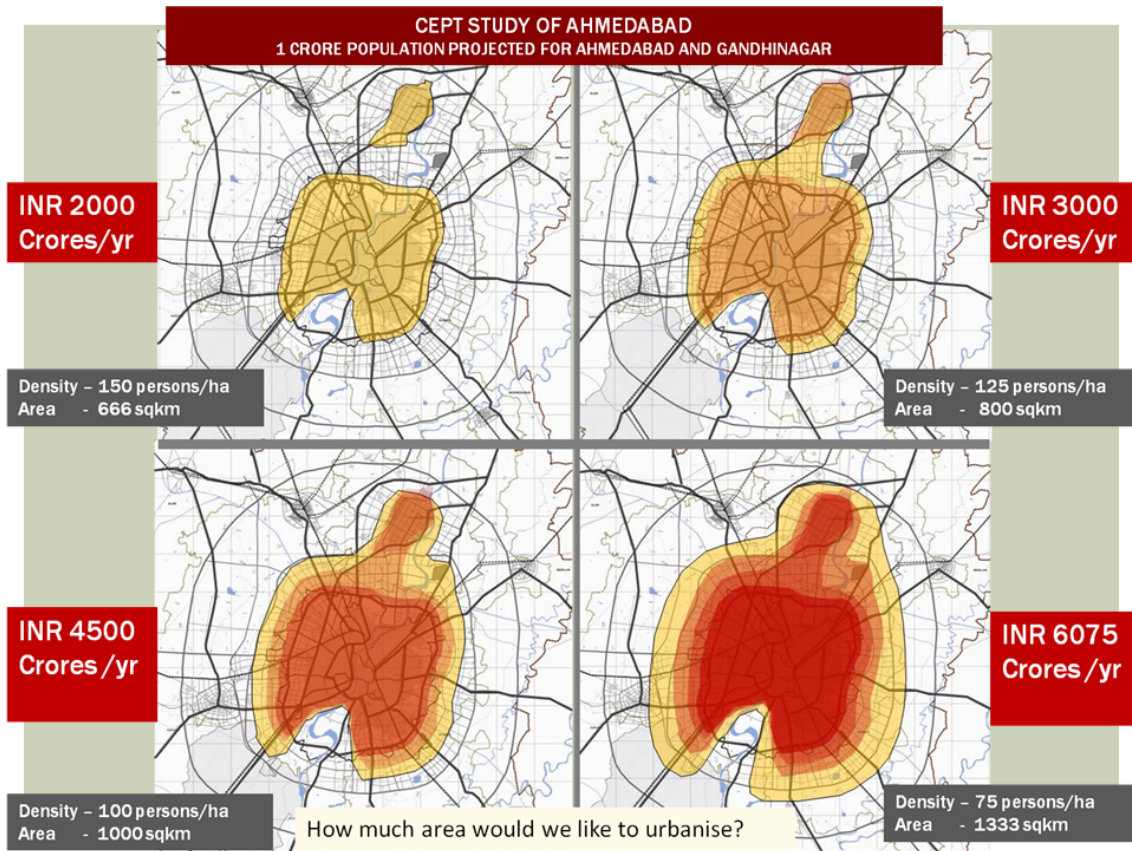 CEPT STUDY OF AHMEDABAD
1 CRORE POPULATION PROJECTED FOR AHMEDABAD AND GANDHINAGAR
INR 2000
Crores/yr
INR 3000
Crores/yr
Density – 150 persons/ha
Area - 666 sqkm
Density – 125 persons/ha
Area - 800 sqkm
INR 4500
Crores /yr
INR 6075
Crores /yr
Density – 100 persons/ha
Area - 1000 sqkm
Density – 75 persons/ha
Area - 1333 sqkm
How much area would we like to urbanise?